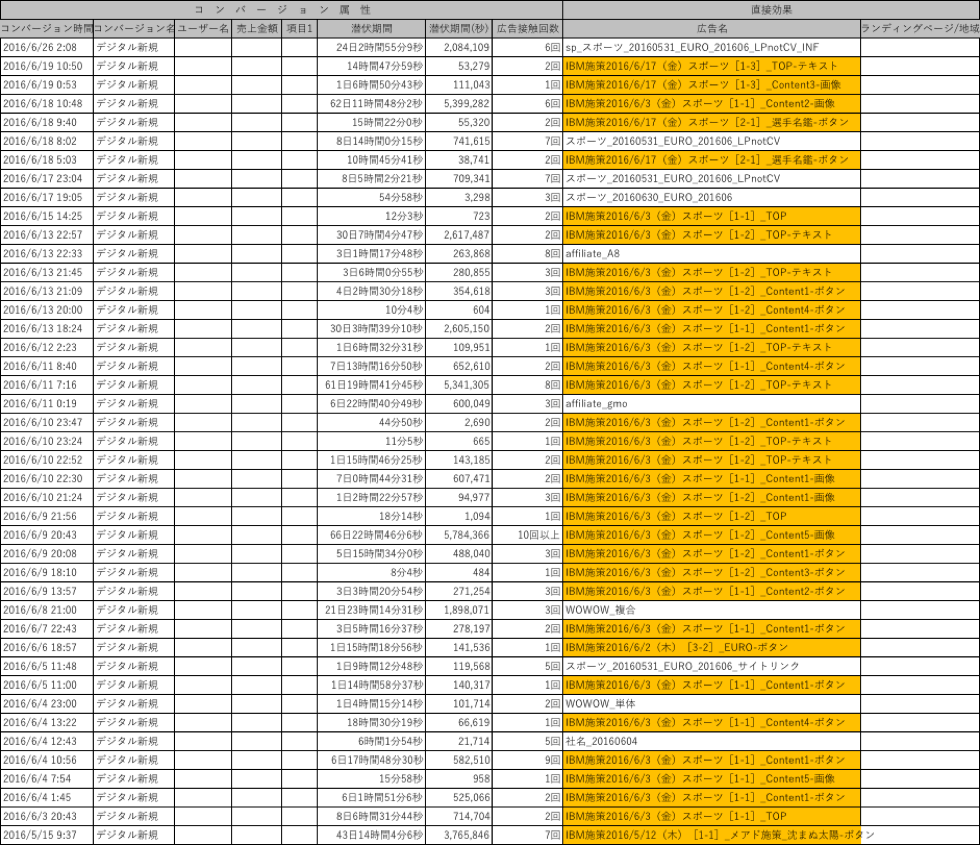 コ ン バ ー ジ ョ ン 属 性 直接効果
コンバージョン時間 コンバージョン名 ユーザー名 売上金額 項目1 潜伏期間 潜伏期間(秒) 広告接触回数 広告名 ランディングページ/地域
2016/6/26 2:08 デジタル新規 24日2時間55分9秒 2,084,109 6回 sp_スポーツ_20160531_EURO_201606_LPnotCV_INF
2016/6/19 10:50 デジタル新規 14時間47分59秒 53,279 2回 IBM施策2016/6/17（金）スポーツ［1-3］_TOP-テキスト
2016/6/19 0:53 デジタル新規 1日6時間50分43秒 111,043 1回 IBM施策2016/6/17（金）スポーツ［1-3］_Content3-画像
2016/6/18 10:48 デジタル新規 62日11時間48分2秒 5,399,282 6回 IBM施策2016/6/3（金）スポーツ［1-1］_Content2-画像
2016/6/18 9:40 デジタル新規 15時間22分0秒 55,320 2回 IBM施策2016/6/17（金）スポーツ［2-1］_選手名鑑-ボタン
2016/6/18 8:02 デジタル新規 8日14時間0分15秒 741,615 7回 スポーツ_20160531_EURO_201606_LPnotCV
2016/6/18 5:03 デジタル新規 10時間45分41秒 38,741 2回 IBM施策2016/6/17（金）スポーツ［2-1］_選手名鑑-ボタン
2016/6/17 23:04 デジタル新規 8日5時間2分21秒 709,341 7回 スポーツ_20160531_EURO_201606_LPnotCV
2016/6/17 19:05 デジタル新規 54分58秒 3,298 3回 スポーツ_20160630_EURO_201606
2016/6/15 14:25 デジタル新規 12分3秒 723 2回 IBM施策2016/6/3（金）スポーツ［1-1］_TOP
2016/6/13 22:57 デジタル新規 30日7時間4分47秒 2,617,487 2回 IBM施策2016/6/3（金）スポーツ［1-2］_TOP-テキスト
2016/6/13 22:33 デジタル新規 3日1時間17分48秒 263,868 8回 affiliate_A8
2016/6/13 21:45 デジタル新規 3日6時間0分55秒 280,855 3回 IBM施策2016/6/3（金）スポーツ［1-2］_TOP-テキスト
2016/6/13 21:09 デジタル新規 4日2時間30分18秒 354,618 3回 IBM施策2016/6/3（金）スポーツ［1-2］_Content1-ボタン
2016/6/13 20:00 デジタル新規 10分4秒 604 1回 IBM施策2016/6/3（金）スポーツ［1-2］_Content4-ボタン
2016/6/13 18:24 デジタル新規 30日3時間39分10秒 2,605,150 2回 IBM施策2016/6/3（金）スポーツ［1-1］_Content1-ボタン
2016/6/12 2:23 デジタル新規 1日6時間32分31秒 109,951 1回 IBM施策2016/6/3（金）スポーツ［1-2］_TOP-テキスト
2016/6/11 8:40 デジタル新規 7日13時間16分50秒 652,610 2回 IBM施策2016/6/3（金）スポーツ［1-1］_Content4-ボタン
2016/6/11 7:16 デジタル新規 61日19時間41分45秒 5,341,305 8回 IBM施策2016/6/3（金）スポーツ［1-2］_TOP-テキスト
2016/6/11 0:19 デジタル新規 6日22時間40分49秒 600,049 3回 affiliate_gmo
2016/6/10 23:47 デジタル新規 44分50秒 2,690 2回 IBM施策2016/6/3（金）スポーツ［1-2］_Content1-ボタン
2016/6/10 23:24 デジタル新規 11分5秒 665 1回 IBM施策2016/6/3（金）スポーツ［1-2］_TOP-テキスト
2016/6/10 22:52 デジタル新規 1日15時間46分25秒 143,185 2回 IBM施策2016/6/3（金）スポーツ［1-2］_TOP-テキスト
2016/6/10 22:30 デジタル新規 7日0時間44分31秒 607,471 2回 IBM施策2016/6/3（金）スポーツ［1-1］_Content1-画像
2016/6/10 21:24 デジタル新規 1日2時間22分57秒 94,977 3回 IBM施策2016/6/3（金）スポーツ［1-2］_Content1-画像
2016/6/9 21:56 デジタル新規 18分14秒 1,094 1回 IBM施策2016/6/3（金）スポーツ［1-2］_TOP
2016/6/9 20:43 デジタル新規 66日22時間46分6秒 5,784,366 10回以上 IBM施策2016/6/3（金）スポーツ［1-2］_Content5-画像
2016/6/9 20:08 デジタル新規 5日15時間34分0秒 488,040 3回 IBM施策2016/6/3（金）スポーツ［1-2］_Content1-ボタン
2016/6/9 18:10 デジタル新規 8分4秒 484 1回 IBM施策2016/6/3（金）スポーツ［1-2］_Content3-ボタン
2016/6/9 13:57 デジタル新規 3日3時間20分54秒 271,254 3回 IBM施策2016/6/3（金）スポーツ［1-1］_Content2-ボタン
2016/6/8 21:00 デジタル新規 21日23時間14分31秒 1,898,071 3回 WOWOW_複合
2016/6/7 22:43 デジタル新規 3日5時間16分37秒 278,197 2回 IBM施策2016/6/3（金）スポーツ［1-1］_Content1-ボタン
2016/6/6 18:57 デジタル新規 1日15時間18分56秒 141,536 1回 IBM施策2016/6/2（木）［3-2］_EURO-ボタン
2016/6/5 11:48 デジタル新規 1日9時間12分48秒 119,568 5回 スポーツ_20160531_EURO_201606_サイトリンク
2016/6/5 11:00 デジタル新規 1日14時間58分37秒 140,317 1回 IBM施策2016/6/3（金）スポーツ［1-1］_Content1-ボタン
2016/6/4 23:00 デジタル新規 1日4時間15分14秒 101,714 2回 WOWOW_単体
2016/6/4 13:22 デジタル新規 18時間30分19秒 66,619 1回 IBM施策2016/6/3（金）スポーツ［1-1］_Content4-ボタン
2016/6/4 12:43 デジタル新規 6時間1分54秒 21,714 5回 社名_20160604
2016/6/4 10:56 デジタル新規 6日17時間48分30秒 582,510 9回 IBM施策2016/6/3（金）スポーツ［1-1］_Content1-ボタン
2016/6/4 7:54 デジタル新規 15分58秒 958 1回 IBM施策2016/6/3（金）スポーツ［1-1］_Content5-画像
2016/6/4 1:45 デジタル新規 6日1時間51分6秒 525,066 2回 IBM施策2016/6/3（金）スポーツ［1-1］_Content1-ボタン
2016/6/3 20:43 デジタル新規 8日6時間31分44秒 714,704 2回 IBM施策2016/6/3（金）スポーツ［1-1］_TOP
2016/5/15 9:37 デジタル新規 43日14時間4分6秒 3,765,846 7回 IBM施策2016/5/12（木）［1-1］_メアド施策_沈まぬ太陽-ボタン